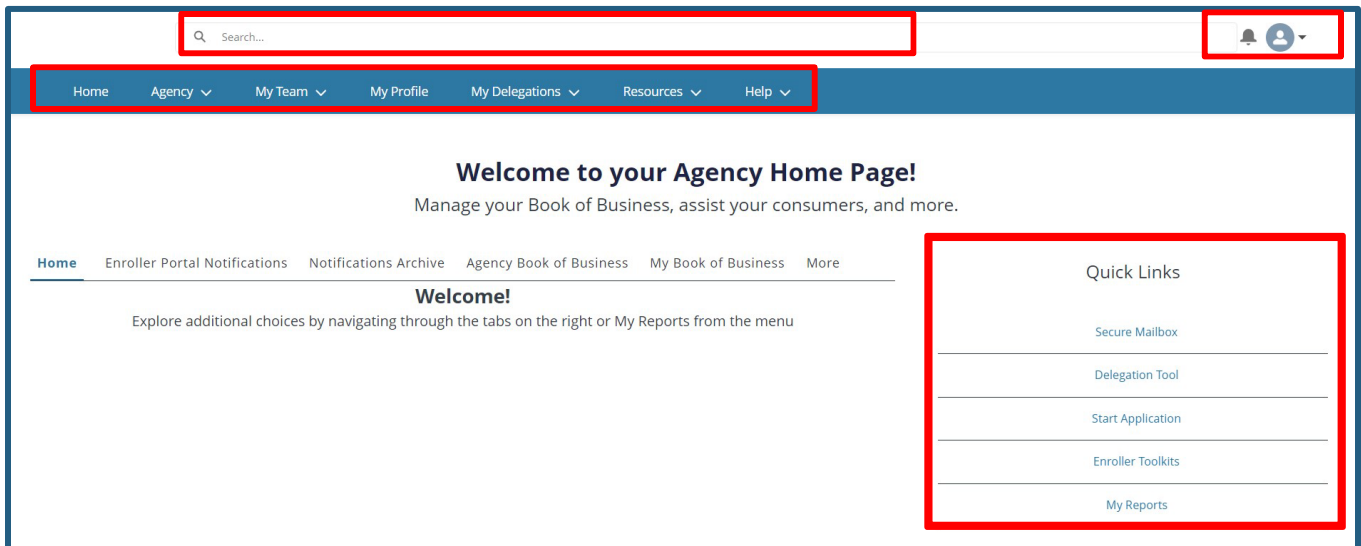 Search...
Home Agency My Team My Profile My Delegations Resources Help
Welcome to your Agency Home Page!
Manage your Book of Business, assist your consumers, and more.
Home Enroller Portal Notifications Notifications Archive Agency Book of Business My Book of Business More
Welcome!
Explore additional choices by navigating through the tabs on the right or My Reports from the menu
Quick Links
Secure Mailbox
Delegation Tool
Start Application
Enroller Toolkits
My Reports